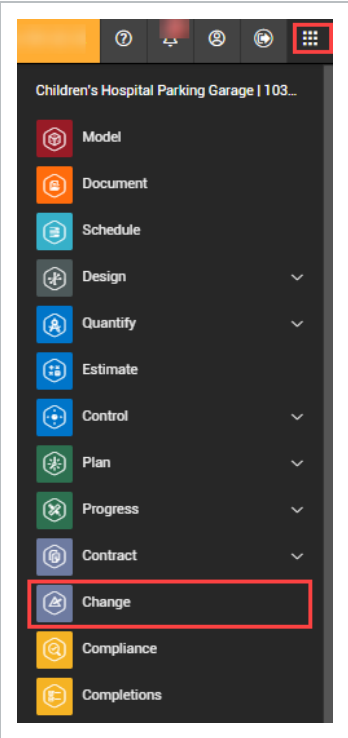 Children's Hospital Parking Garage | 103...
Model
Document
Schedule
Design
Quantify
Estimate
Control
Plan
Progress
Contract
Change
Compliance
Completions